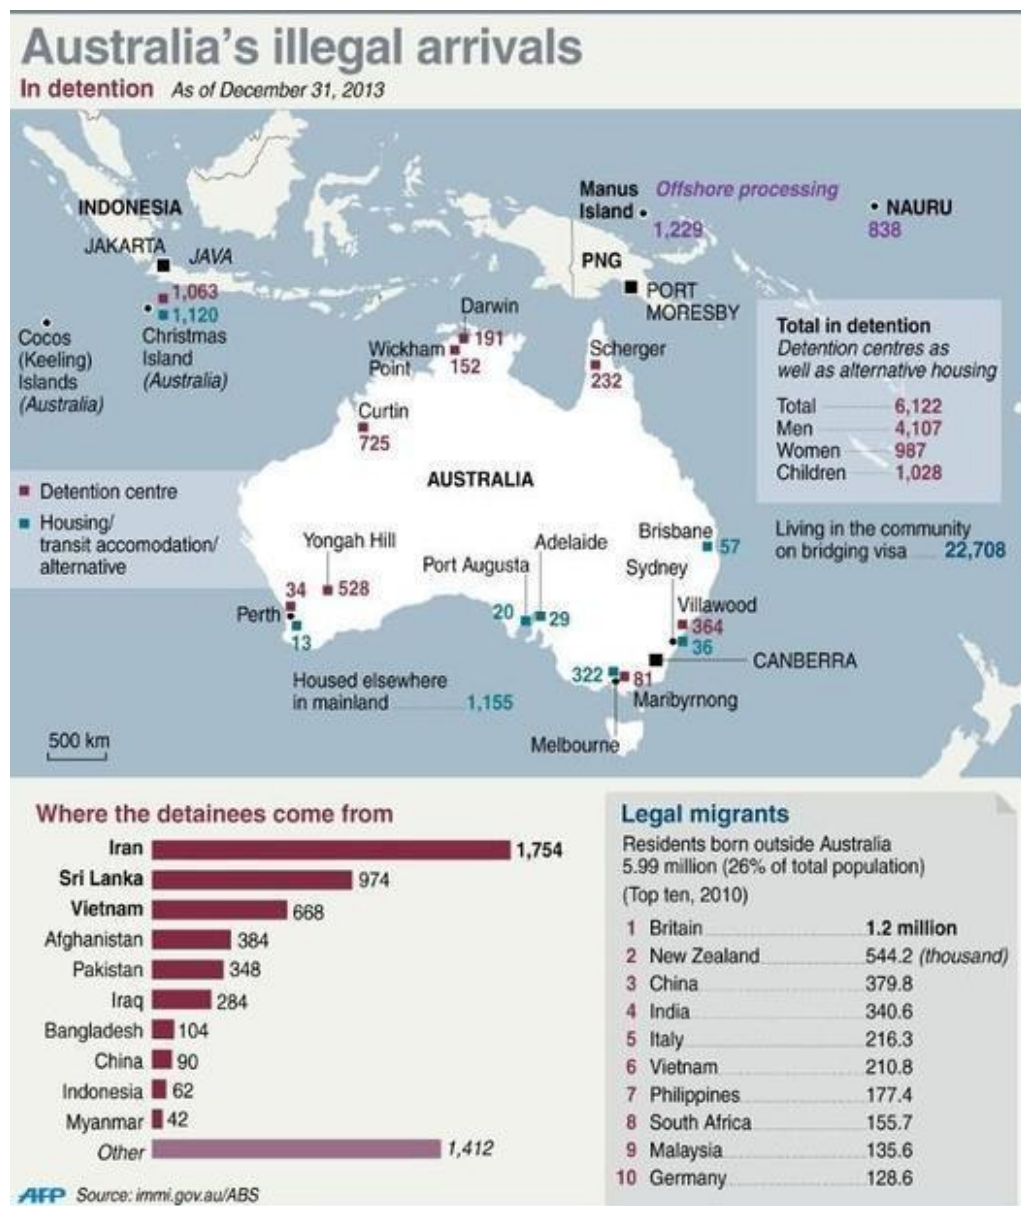 Australia's illegal arrivals
In detention As of December 31, 2013
Manus Island
Offshore processing
1,229
NAURU
838
INDONESIA
JAKARTA
JAVA
PNG
PORT MORESBY
1,063
1,120
Christmas
Island
(Australia)
Cocos
(Keeling)
Islands
(Australia)
Darwin
191
Wickham
Point
152
Scherger
232
Curtin
725
AUSTRALIA
Total in detention
Detention centres as
well as alternative housing
Total 6,122
Men 4,107
Women 987
Children 1,028
Living in the community
on bridging visa 22,708
Detention centre
Housing/
transit accomodation/
alternative
Yongah Hill
528
34
Perth
13
Port Augusta
20
Adelaide
29
Brisbane
57
Sydney
Villawood
364
36
CANBERRA
322
81
Maribyrnong
Melbourne
Housed elsewhere
in mainland 1,155
500 km
Where the detainees come from
Iran 1,754
Sri Lanka 974
Vietnam 668
Afghanistan 384
Pakistan 348
Iraq 284
Bangladesh 104
China 90
Indonesia 62
Myanmar 42
Other 1,412
AFP Source: immi.gov.au/ABS
Legal migrants
Residents born outside Australia
5.99 million (26% of total population)
(Top ten, 2010)
1 Britain 1.2 million
2 New Zealand 544.2 (thousand)
3 China 379.8
4 India 340.6
5 Italy 216.3
6 Vietnam 210.8
7 Philippines 177.4
8 South Africa 155.7
9 Malaysia 135.6
10 Germany 128.6